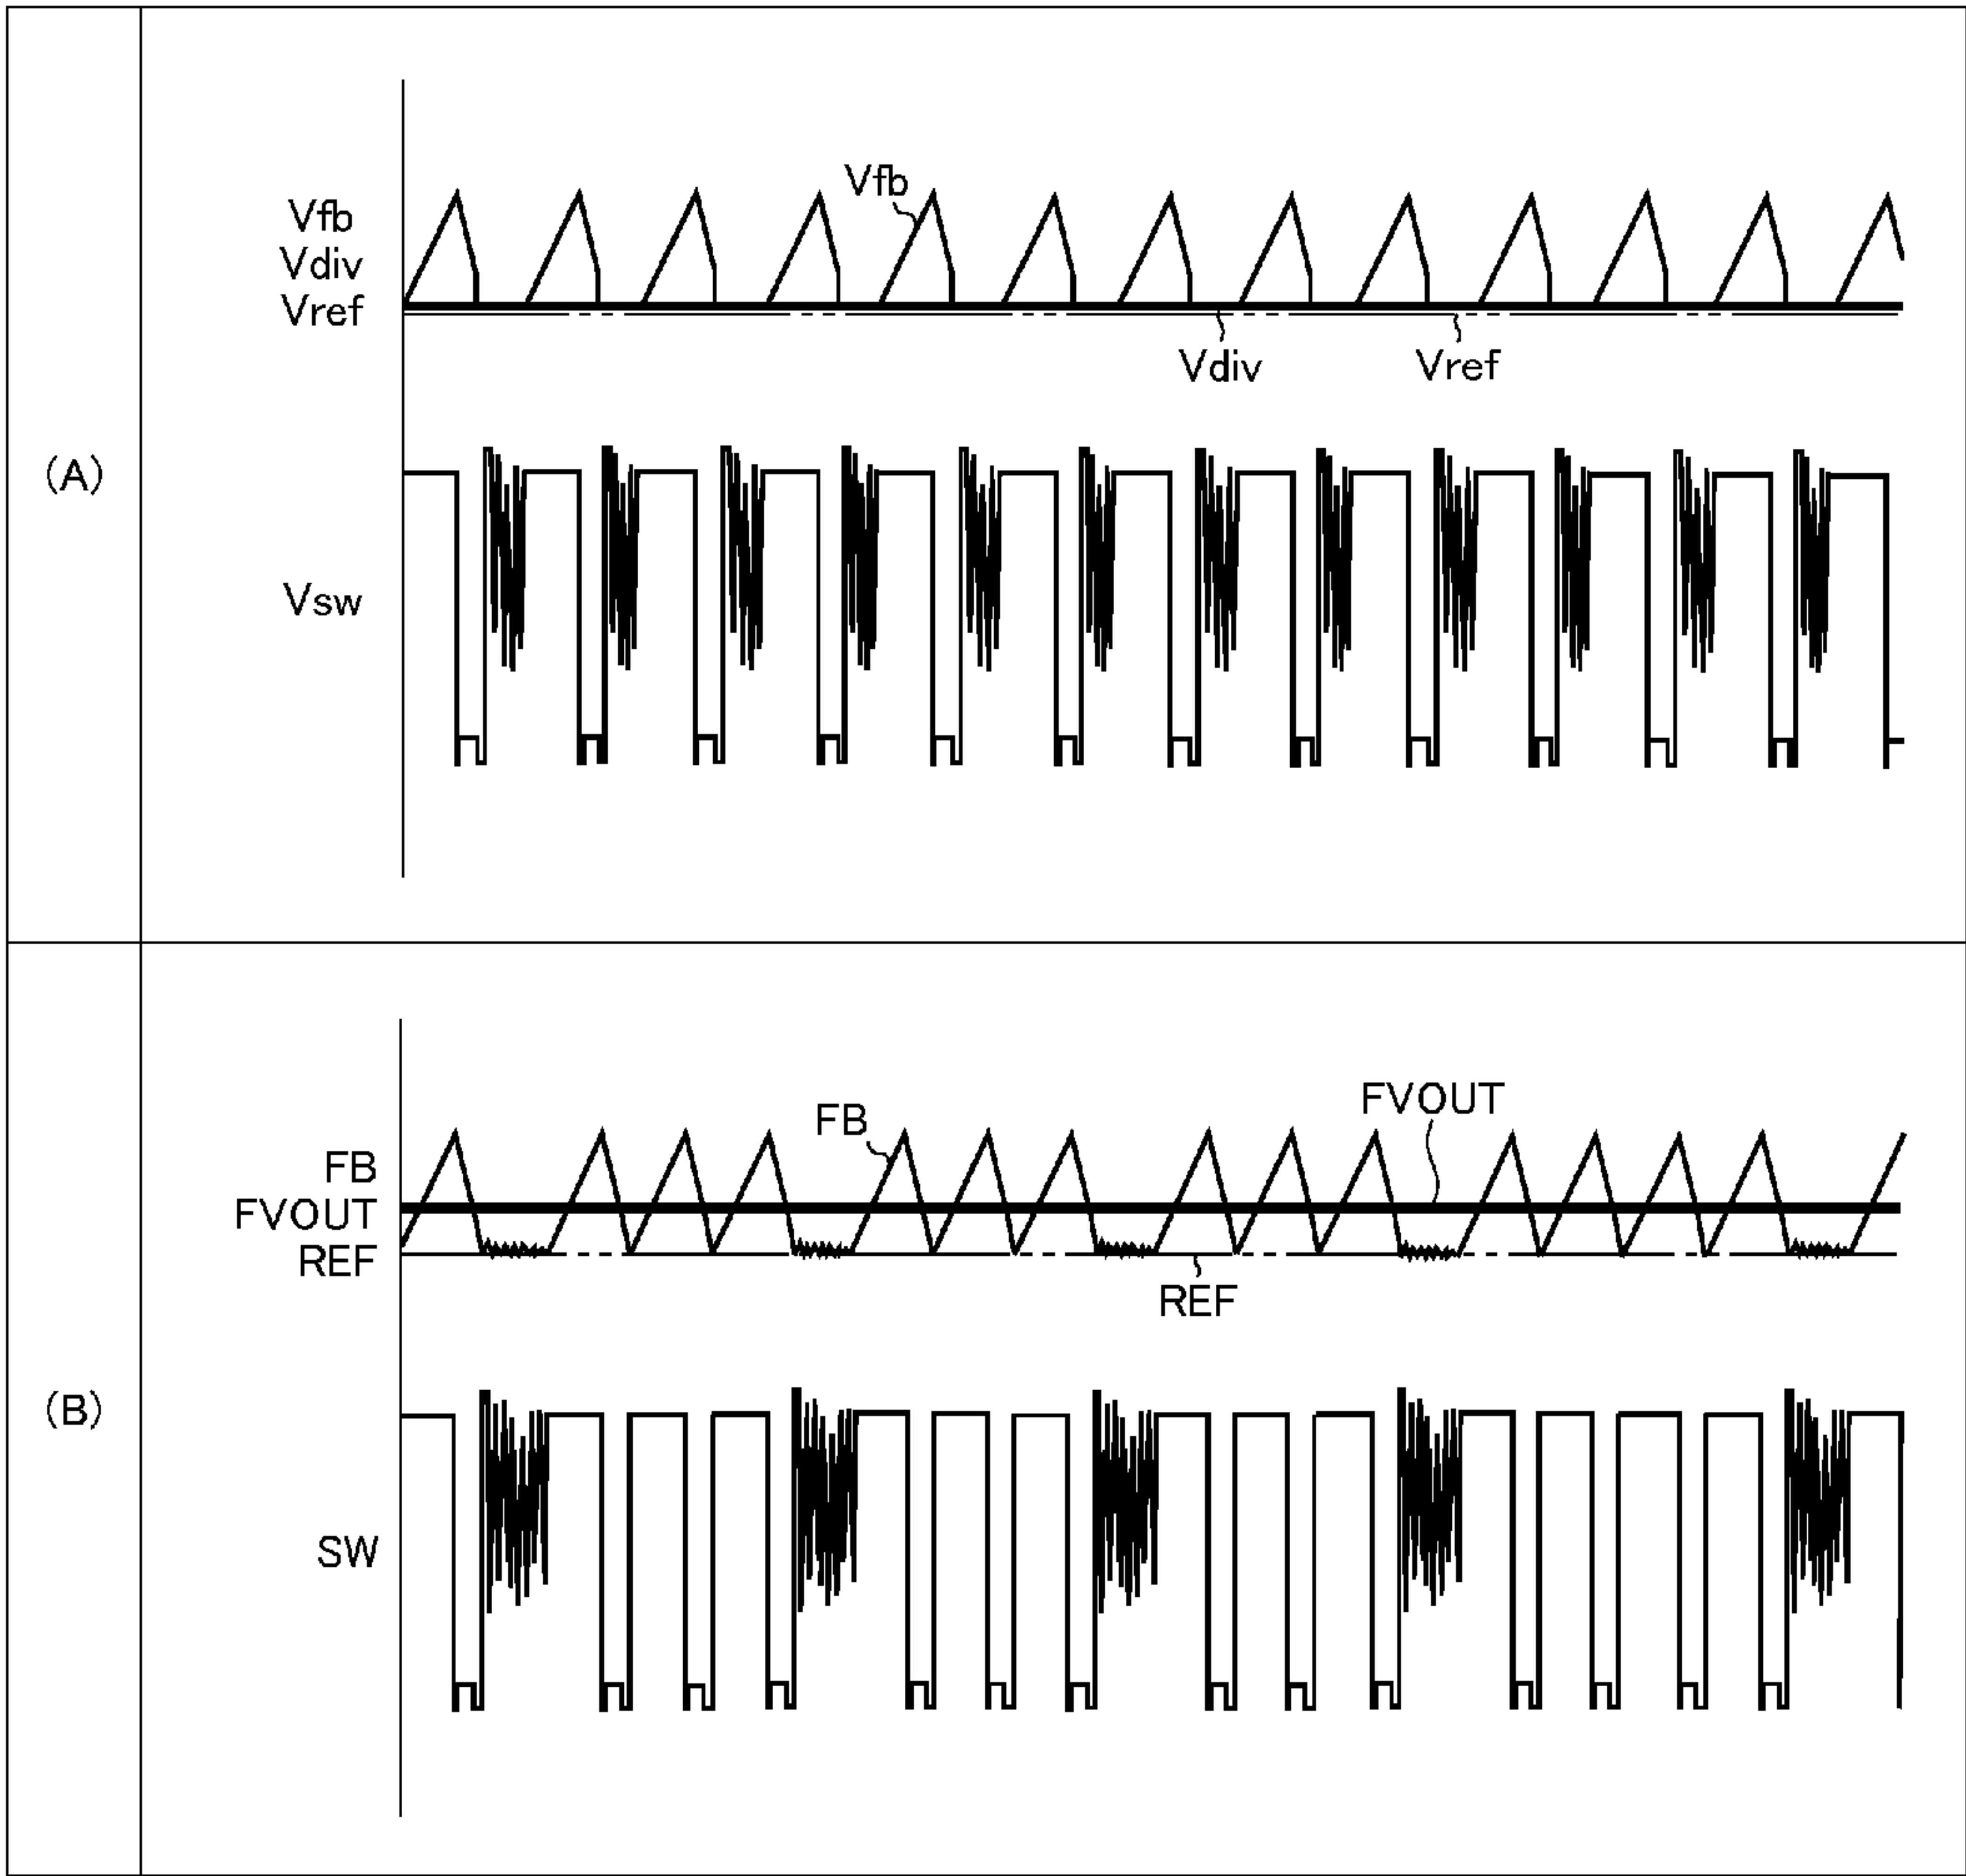 Vfb
Vfb
Vdiv
Vref
Vdiv
Vref
(A)
Vsw
FVOUT
FB
FB
FVOUT
REF
REF
(B)
SW